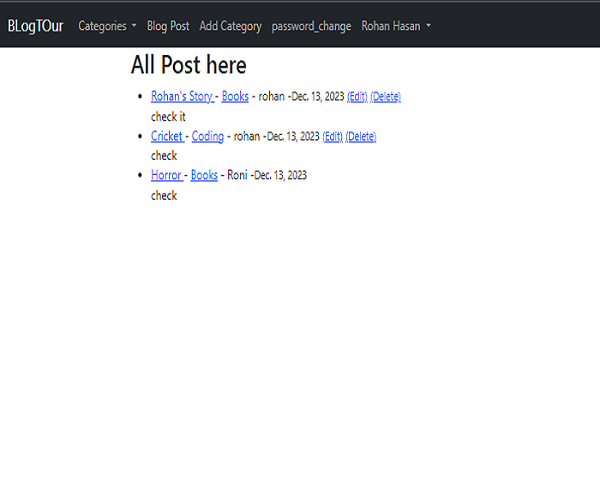 BLogTOur Categories Blog Post Add Category password_change Rohan Hasan
All Post here
Rohan's Story - Books - rohan -Dec. 13, 2023 (Edit) (Delete)
check it
Cricket - Coding - rohan -Dec. 13, 2023 (Edit) (Delete)
check
Horror - Books - Roni -Dec. 13, 2023
check